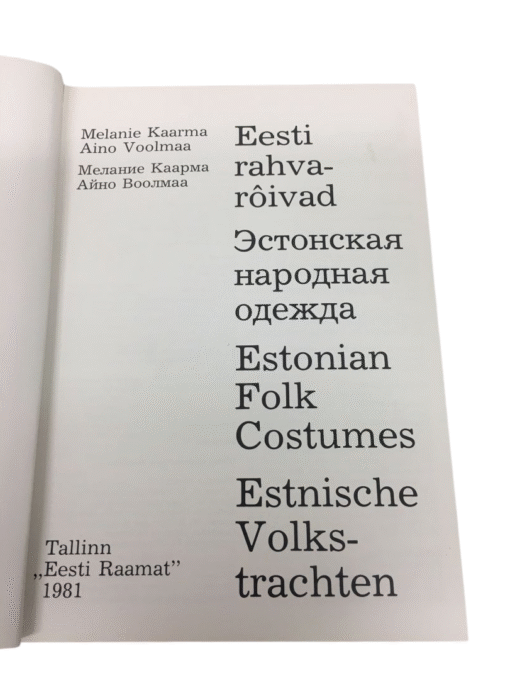 Melanie Kaarma
Aino Voolmaa
Мелание Каарма
Айно Воолмаа
Eesti
rahva-
rôivad
Эстонская
народная
одежда
Estonian
Folk
Costumes
Estnische
Volks-
trachten
Tallinn
„Eesti Raamat”
1981